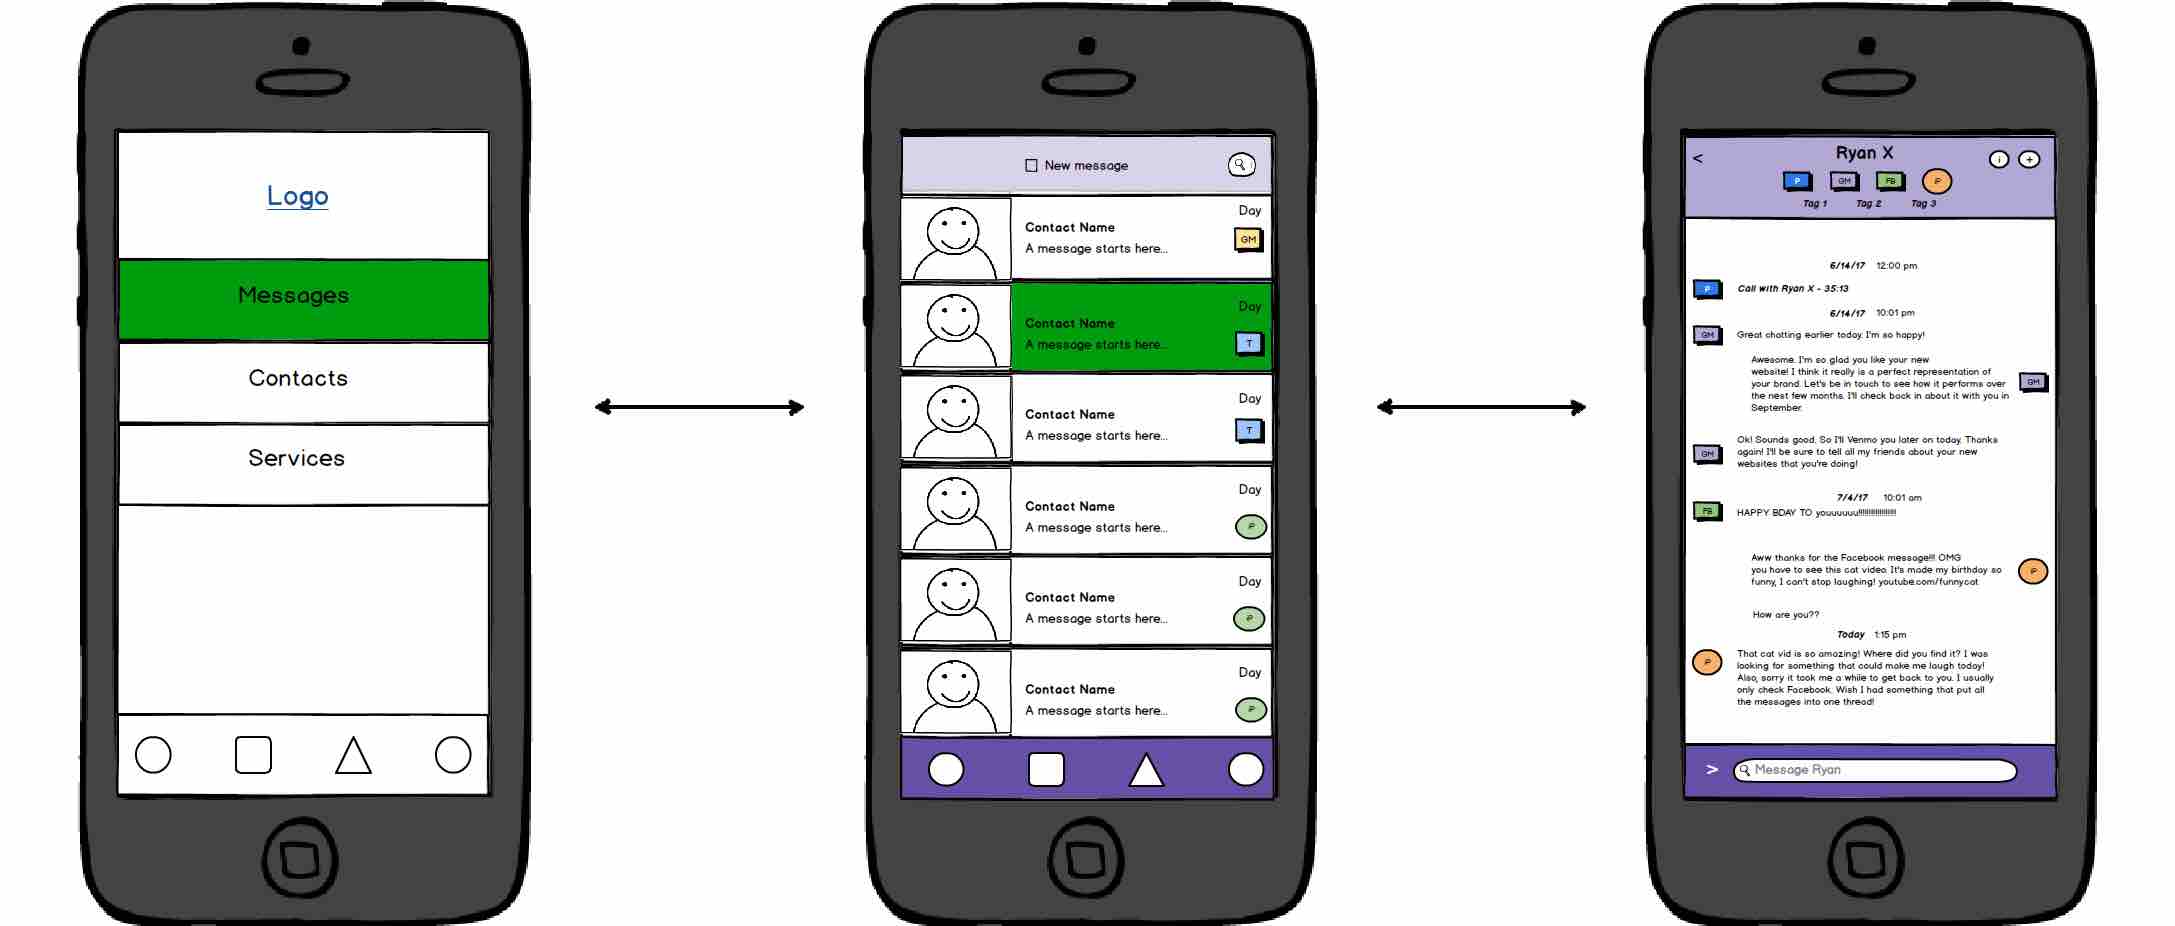 Logo
Messages
Contacts
Services
New message
Day
Contact Name
GM
A message starts here...
Day
Contact Name
T
A message starts here...
Day
Contact Name
T
A message starts here...
Day
Contact Name
P
A message starts here...
Day
Contact Name
P
A message starts here...
Day
Contact Name
P
A message starts here...
< Ryan X i +
P GM FB P
Tag 1 Tag 2 Tag 3
6/14/17 12:00 pm
P Call with Ryan X - 35:13
6/14/17 10:01 pm
GM Great chatting earlier today. I'm so happy!
Awesome. I'm so glad you like your new
website! I think it really is a perfect representation of
your brand. Let's be in touch to see how it performs over
GM
the next few months. I'll check back in about it with you in
September.
Ok! Sounds good. So I'll Venmo you later on today. Thanks
again! I'll be sure to tell all my friends about your new
GM
websites that you're doing!
7/4/17 10:01 am
FB HAPPY BDAY TO youuuuuu!!!!!!!!!!!!!!!!!!!!
Aww thanks for the Facebook message!!! OMG
you have to see this cat video. It's made my birthday so
P
funny, I can't stop laughing! youtube.com/funnycat
How are you??
Today 1:15 pm
That cat vid is so amazing! Where did you find it? I was
P
looking for something that could make me laugh today!
Also, sorry it took me a while to get back to you. I usually
only check Facebook. Wish I had something that put all
the messages into one thread!
> Message Ryan